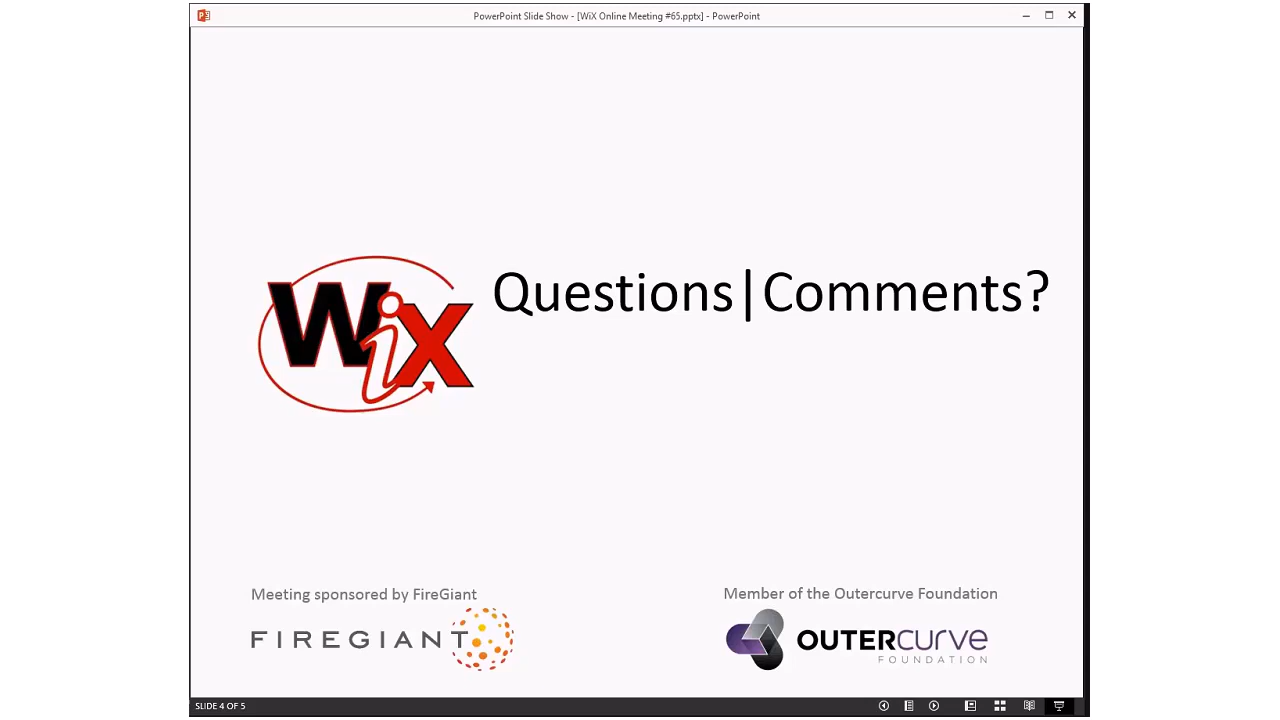 PowerPoint Slide Show - [WiX Online Meeting #65.pptx] - PowerPoint
WiX
Questions|Comments?
Meeting sponsored by FireGiant
FIREGIANT
Member of the Outercurve Foundation
OUTERCURVE
FOUNDATION
SLIDE 4 OF 5